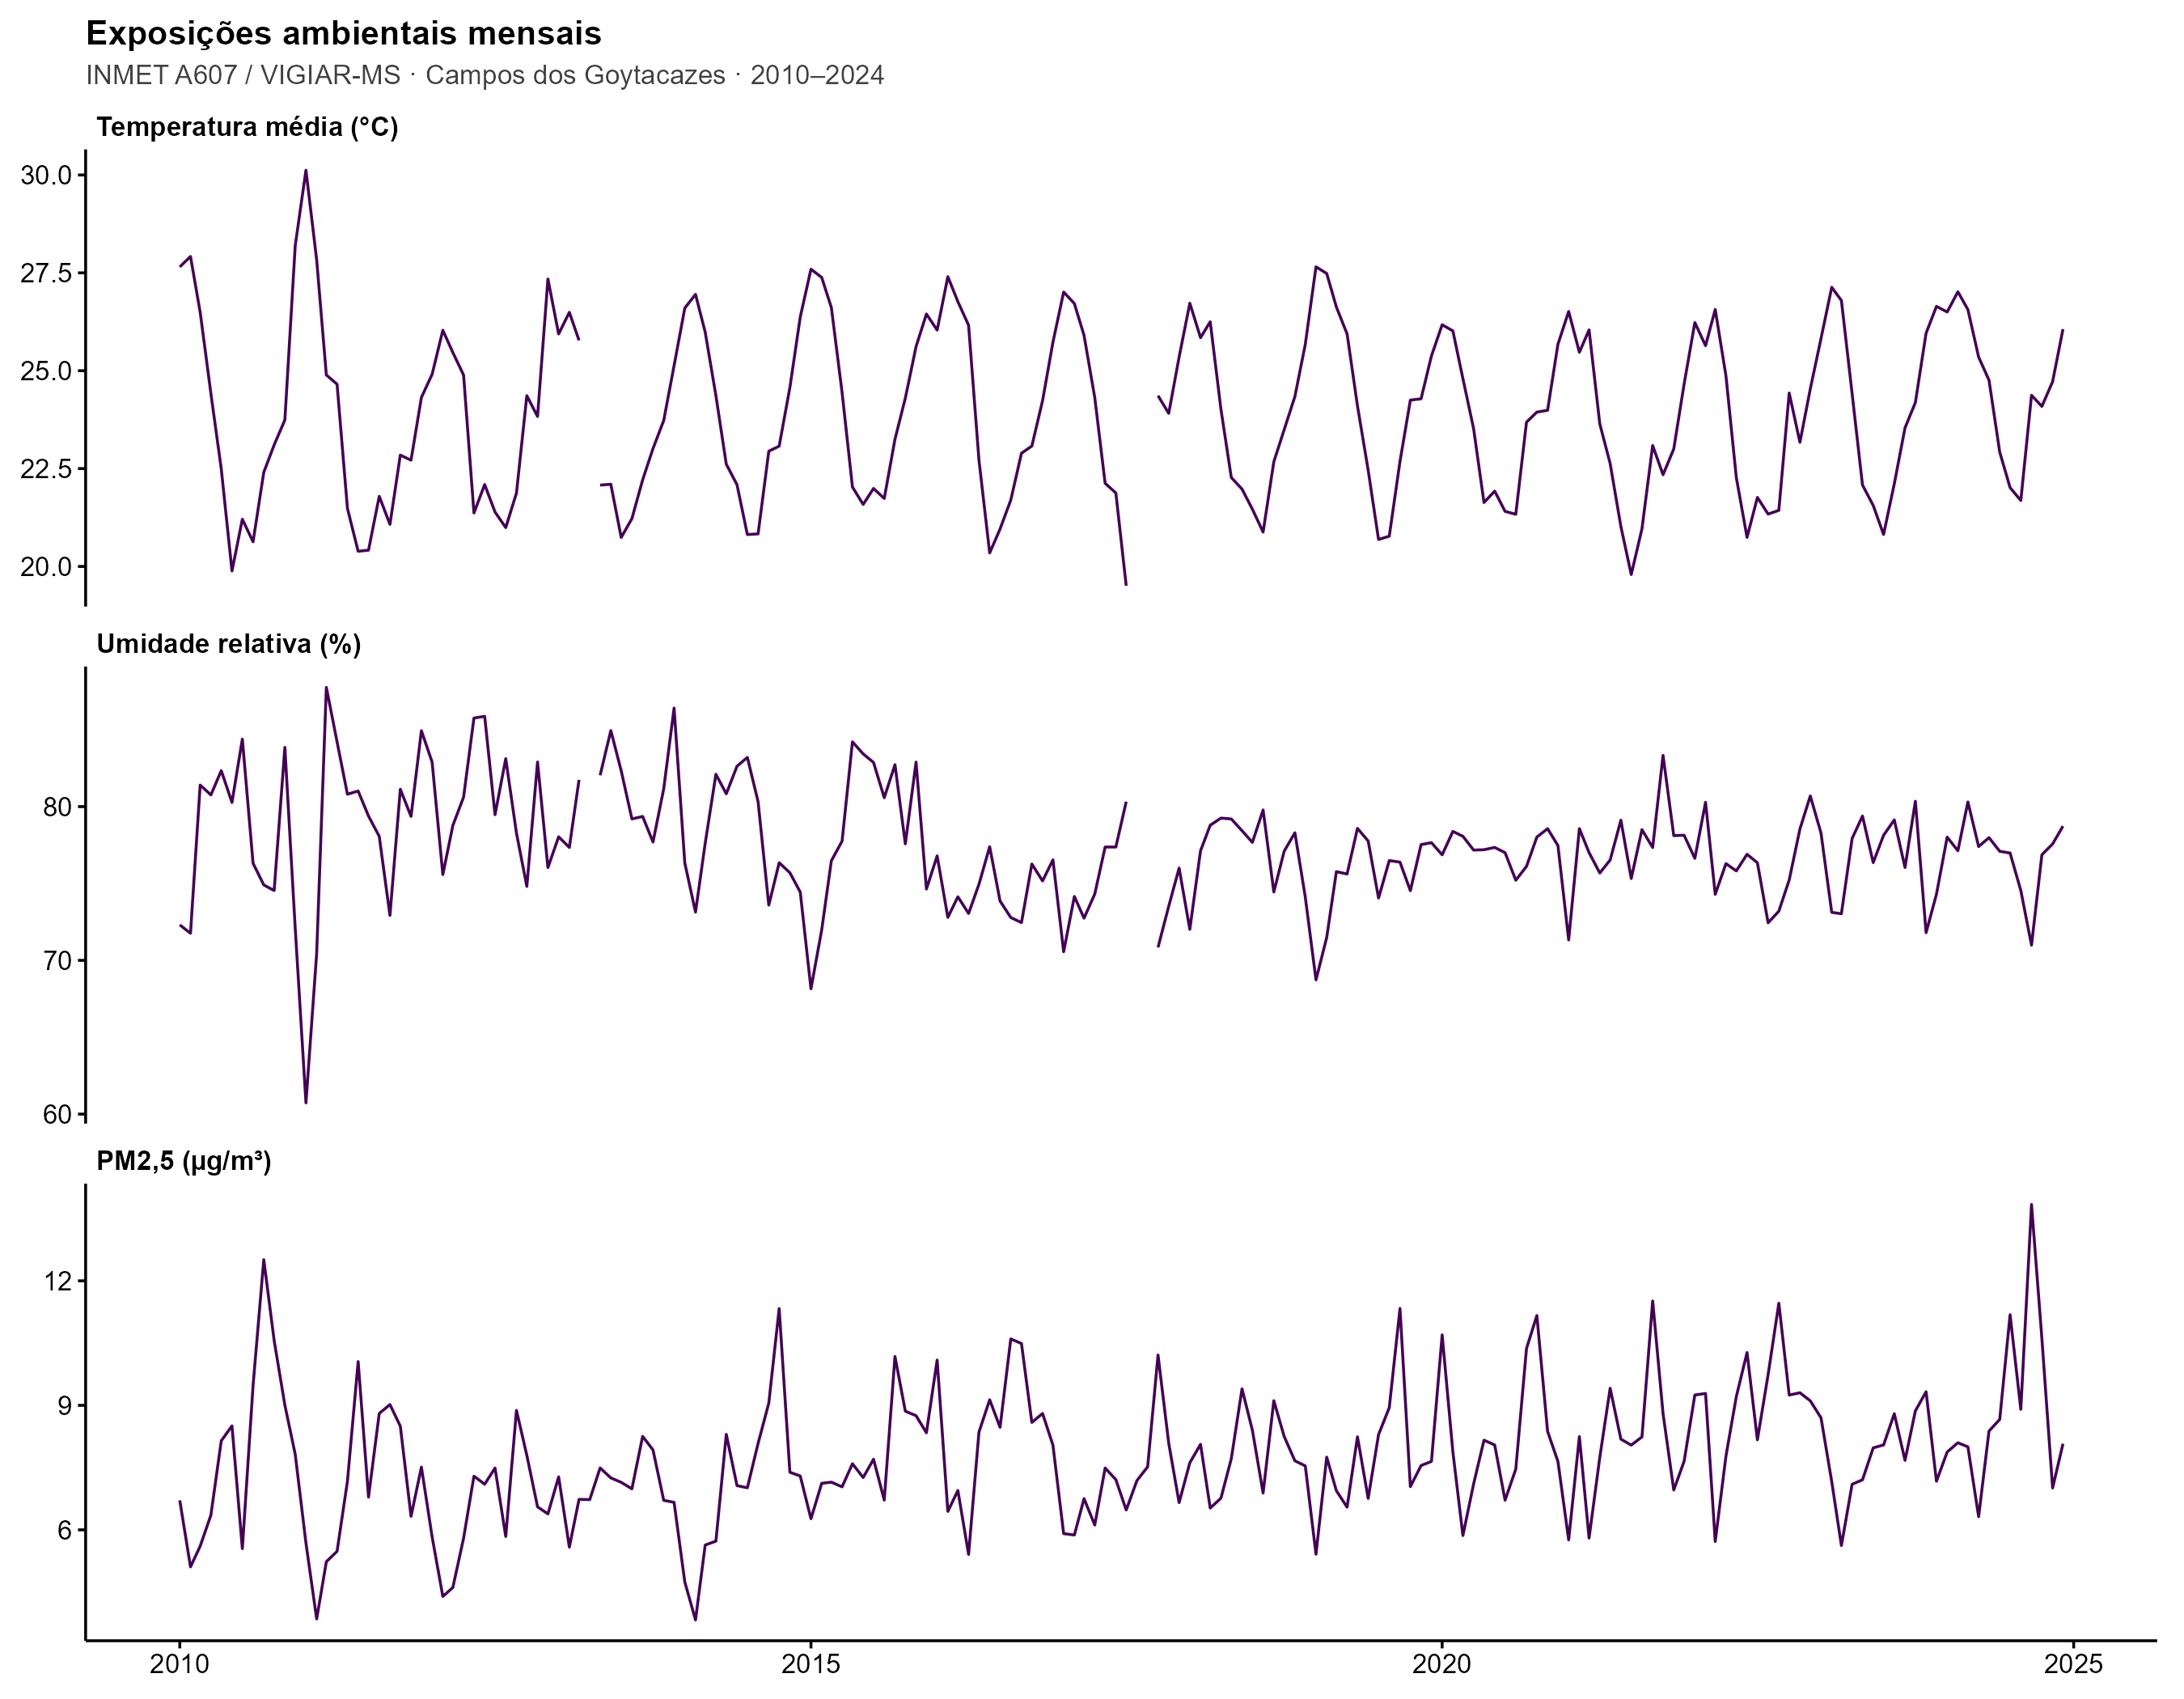 Exposições ambientais mensais
INMET A607 / VIGIAR-MS · Campos dos Goytacazes · 2010–2024
Temperatura média (°C)
30.0
27.5
25.0
22.5
20.0
Umidade relativa (%)
80
70
60
PM2,5 (µg/m³)
12
9
6
2010 2015 2020 2025